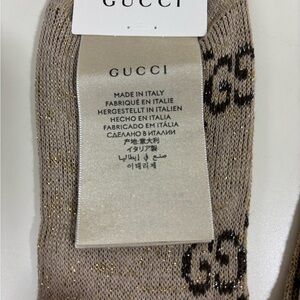 GUCCI
GUCCI
MADE IN ITALY
FABRIQUÉ EN ITALIE
HERGESTELLT IN ITALIEN
HECHO EN ITALIA
FABRICADO EM ITÁLIA
СДЕЛАНО В ИТАЛИИ
产地:意大利
イタリア製
صنع في إيطاليا
이태리제